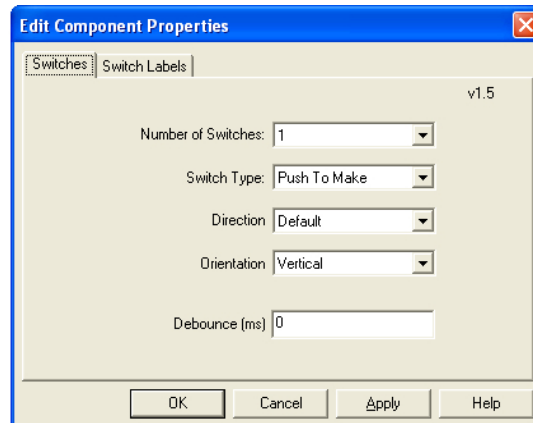 Edit Component Properties
Switches Switch Labels
v1.5
Number of Switches: 1
Switch Type: Push To Make
Direction Default
Orientation Vertical
Debounce (ms) 0
OK Cancel Apply Help